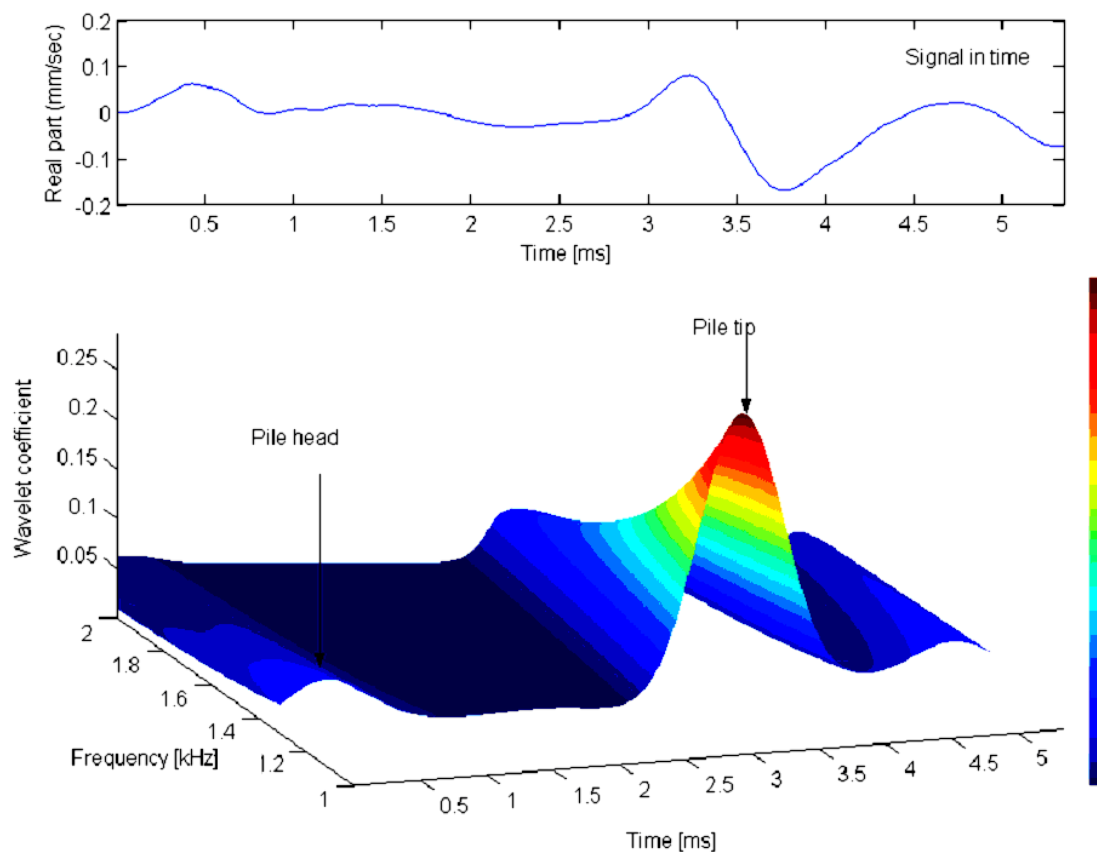 0.2
0.1
0
-0.1
-0.2
Real part (mm/sec)
Signal in time
0.5 1 1.5 2 2.5 3 3.5 4 4.5 5
Time [ms]
Pile tip
Pile head
0.25
0.2
0.15
0.1
0.05
Wavelet coefficient
2
1.8
1.6
1.4
1.2
1
Frequency [kHz]
0.5 1 1.5 2 2.5 3 3.5 4 4.5 5
Time [ms]